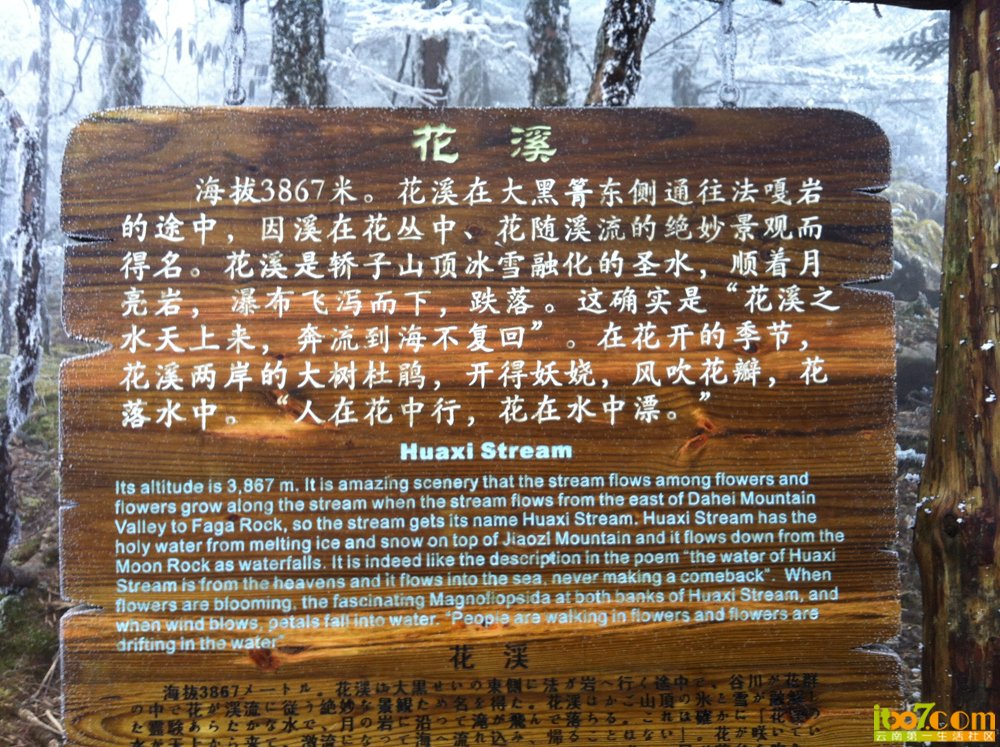 花 溪
海拔3867米。花溪在大黑箐东侧通往法嘎岩
的途中，因溪在花丛中、花随溪流的绝妙景观而
得名。花溪是轿子山顶冰雪融化的圣水，顺着月
亮岩，瀑布飞泻而下，跌落。这确实是“花溪之
水天上来，奔流到海不复回”。在花开的季节，
花溪两岸的大树杜鹃，开得妖娆，风吹花瓣，花
落水中。“人在花中行，花在水中漂。”
Huaxi Stream
Its altitude is 3,867 m. It is amazing scenery that the stream flows among flowers and
flowers grow along the stream when the stream flows from the east of Dahei Mountain
Valley to Faga Rock, so the stream gets its name Huaxi Stream. Huaxi Stream has the
holy water from melting ice and snow on top of Jiaozi Mountain and it flows down from the
Moon Rock as waterfalls. It is indeed like the description in the poem "the water of Huaxi
Stream is from the heavens and it flows into the sea, never making a comeback". When
flowers are blooming, the fascinating Magnoliopsida at both banks of Huaxi Stream, and
when wind blows, petals fall into water. "People are walking in flowers and flowers are
drifting in the water"
花 溪
海拔3867メートル。花渓は大黒
itbo7com
云南第一生活社区